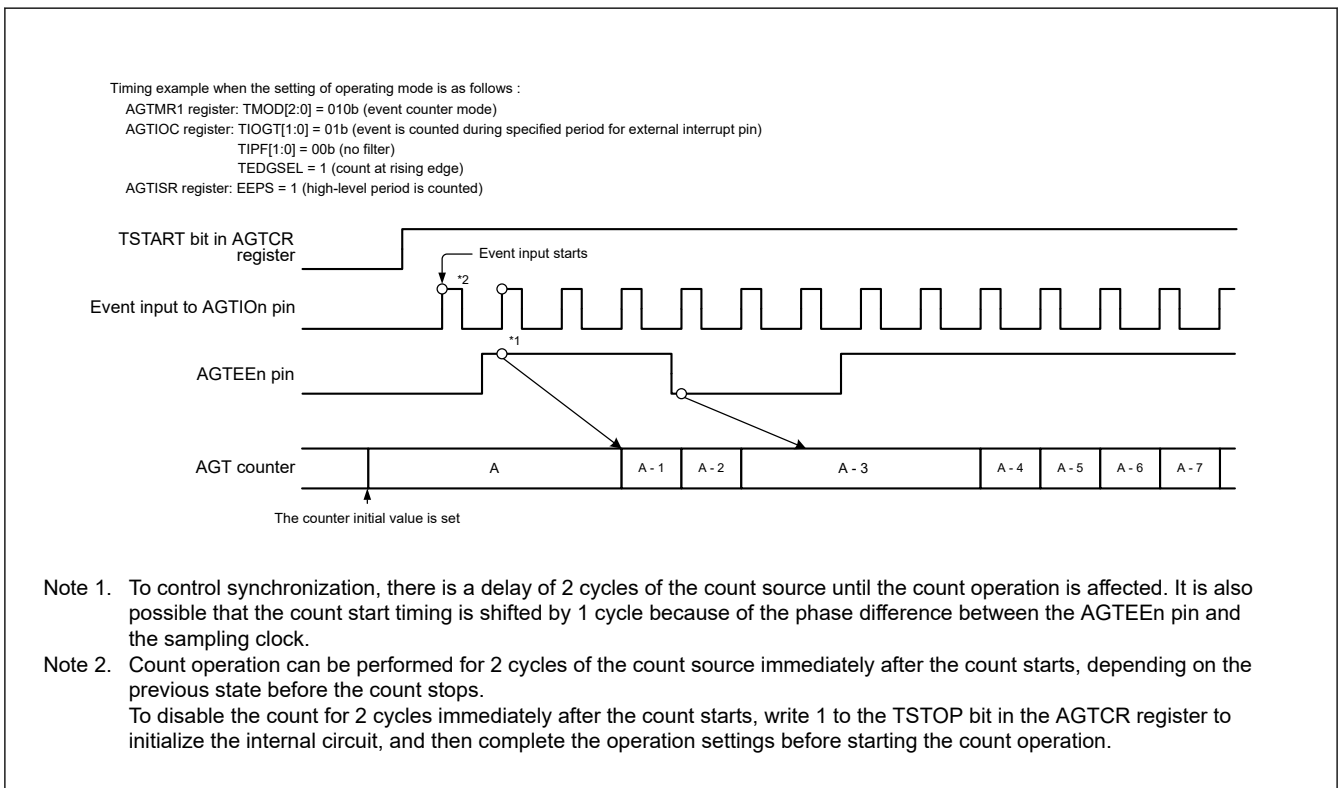 Timing example when the setting of operating mode is as follows :
AGTMR1 register: TMOD[2:0] = 010b (event counter mode)
AGTIOC register: TIOGT[1:0] = 01b (event is counted during specified period for external interrupt pin)
TIPF[1:0] = 00b (no filter)
TEDGSEL = 1 (count at rising edge)
AGTISR register: EEPS = 1 (high-level period is counted)
TSTART bit in AGTCR
register
Event input starts
*2
Event input to AGTIOn pin
*1
AGTEEn pin
AGT counter
A
A - 1
A - 2
A - 3
A - 4
A - 5
A - 6
A - 7
The counter initial value is set
Note 1. To control synchronization, there is a delay of 2 cycles of the count source until the count operation is affected. It is also
possible that the count start timing is shifted by 1 cycle because of the phase difference between the AGTEEn pin and
the sampling clock.
Note 2. Count operation can be performed for 2 cycles of the count source immediately after the count starts, depending on the
previous state before the count stops.
To disable the count for 2 cycles immediately after the count starts, write 1 to the TSTOP bit in the AGTCR register to
initialize the internal circuit, and then complete the operation settings before starting the count operation.